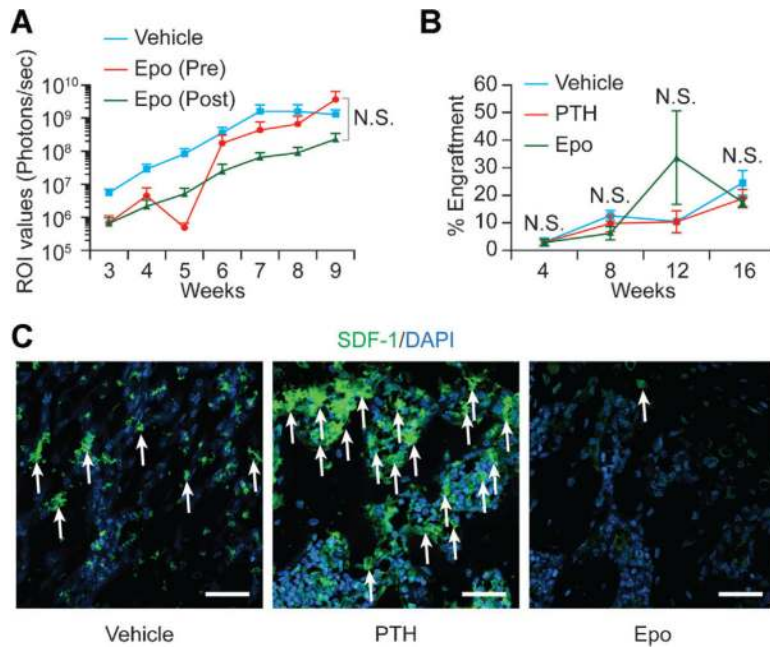 A
Vehicle
Epo (Pre)
Epo (Post)
ROI values (Photons/sec)
10^10
10^9
10^8
10^7
10^6
10^5
N.S.
3 4 5 6 7 8 9
Weeks
B
Vehicle
PTH
Epo
% Engraftment
60
50
40
30
20
10
0
N.S. N.S. N.S. N.S.
4 8 12 16
Weeks
C
SDF-1/DAPI
Vehicle PTH Epo